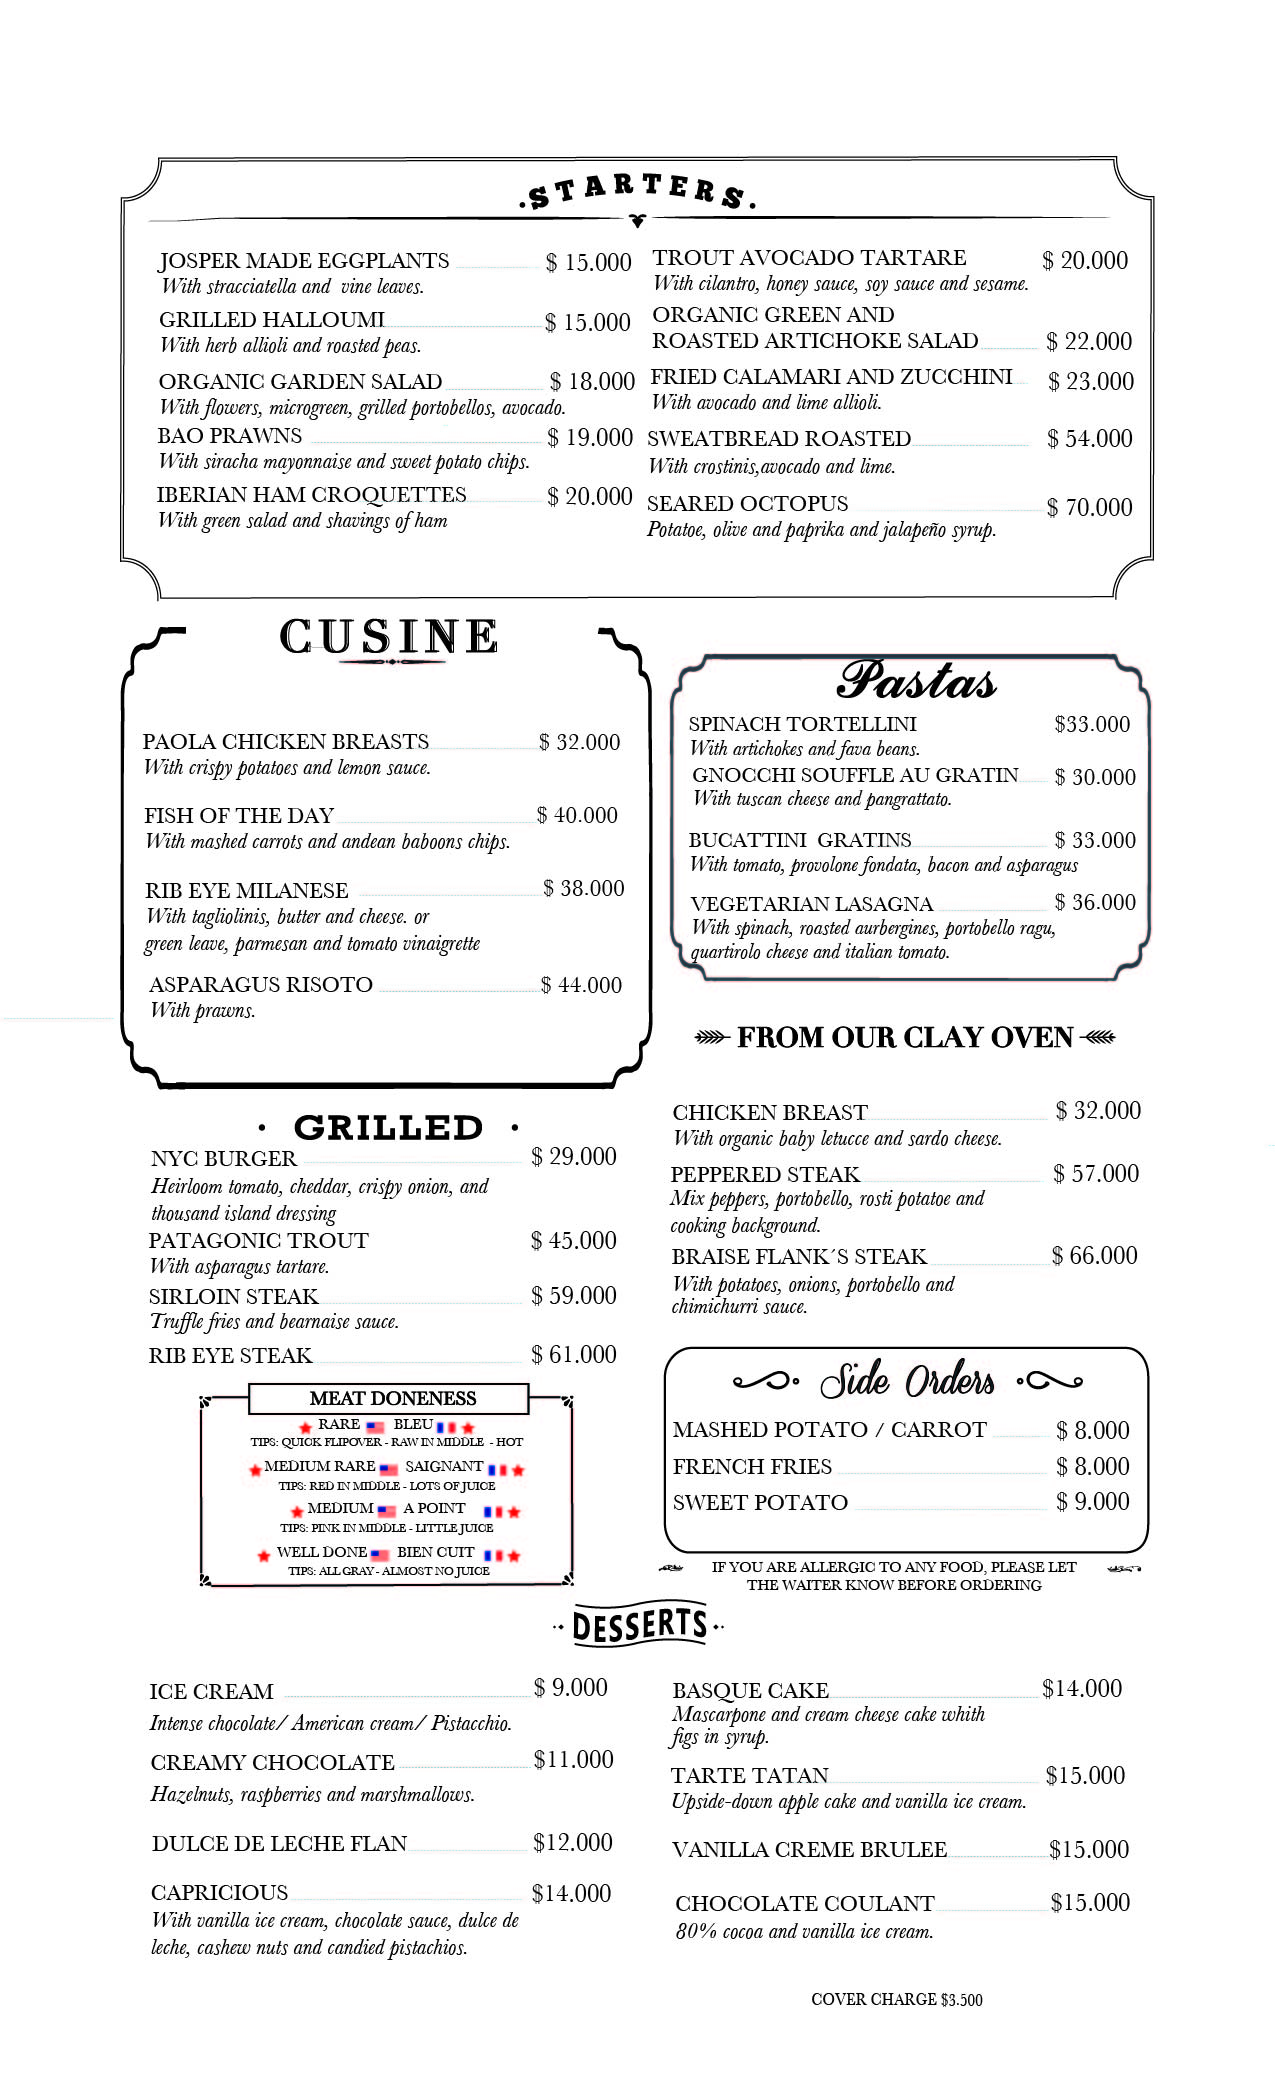 .STARTERS.
JOSPER MADE EGGPLANTS $ 15.000
With stracciatella and vine leaves.
GRILLED HALLOUMI $ 15.000
With herb allioli and roasted peas.
ORGANIC GARDEN SALAD $ 18.000
With flowers, microgreen, grilled portobellos, avocado.
BAO PRAWNS $ 19.000
With siracha mayonnaise and sweet potato chips.
IBERIAN HAM CROQUETTES $ 20.000
With green salad and shavings of ham
TROUT AVOCADO TARTARE $ 20.000
With cilantro, honey sauce, soy sauce and sesame.
ORGANIC GREEN AND
ROASTED ARTICHOKE SALAD $ 22.000
FRIED CALAMARI AND ZUCCHINI $ 23.000
With avocado and lime allioli.
SWEATBREAD ROASTED $ 54.000
With crostinis,avocado and lime.
SEARED OCTOPUS $ 70.000
Potatoe, olive and paprika and jalapeño syrup.
CUSINE
PAOLA CHICKEN BREASTS $ 32.000
With crispy potatoes and lemon sauce.
FISH OF THE DAY $ 40.000
With mashed carrots and andean baboons chips.
RIB EYE MILANESE $ 38.000
With tagliolinis, butter and cheese. or
green leave, parmesan and tomato vinaigrette
ASPARAGUS RISOTO $ 44.000
With prawns.
Pastas
SPINACH TORTELLINI $33.000
With artichokes and fava beans.
GNOCCHI SOUFFLE AU GRATIN $ 30.000
With tuscan cheese and pangrattato.
BUCATTINI GRATINS $ 33.000
With tomato, provolone fondata, bacon and asparagus
VEGETARIAN LASAGNA $ 36.000
With spinach, roasted aurbergines, portobello ragu,
quartirolo cheese and italian tomato.
· GRILLED ·
NYC BURGER $ 29.000
Heirloom tomato, cheddar, crispy onion, and
thousand island dressing
PATAGONIC TROUT $ 45.000
With asparagus tartare.
SIRLOIN STEAK $ 59.000
Truffle fries and bearnaise sauce.
RIB EYE STEAK $ 61.000
MEAT DONENESS
RARE BLEU
TIPS: QUICK FLIPOVER - RAW IN MIDDLE - HOT
MEDIUM RARE SAIGNANT
TIPS: RED IN MIDDLE - LOTS OF JUICE
MEDIUM A POINT
TIPS: PINK IN MIDDLE - LITTLE JUICE
WELL DONE BIEN CUIT
TIPS: ALL GRAY - ALMOST NO JUICE
FROM OUR CLAY OVEN
CHICKEN BREAST $ 32.000
With organic baby letucce and sardo cheese.
PEPPERED STEAK $ 57.000
Mix peppers, portobello, rosti potatoe and
cooking background.
BRAISE FLANK´S STEAK $ 66.000
With potatoes, onions, portobello and
chimichurri sauce.
Side Orders
MASHED POTATO / CARROT $ 8.000
FRENCH FRIES $ 8.000
SWEET POTATO $ 9.000
IF YOU ARE ALLERGIC TO ANY FOOD, PLEASE LET
THE WAITER KNOW BEFORE ORDERING
DESSERTS
ICE CREAM $ 9.000
Intense chocolate/ American cream/ Pistacchio.
CREAMY CHOCOLATE $11.000
Hazelnuts, raspberries and marshmallows.
DULCE DE LECHE FLAN $12.000
CAPRICIOUS $14.000
With vanilla ice cream, chocolate sauce, dulce de
leche, cashew nuts and candied pistachios.
BASQUE CAKE $14.000
Mascarpone and cream cheese cake whith
figs in syrup.
TARTE TATAN $15.000
Upside-down apple cake and vanilla ice cream.
VANILLA CREME BRULEE $15.000
CHOCOLATE COULANT $15.000
80% cocoa and vanilla ice cream.
COVER CHARGE $3.500